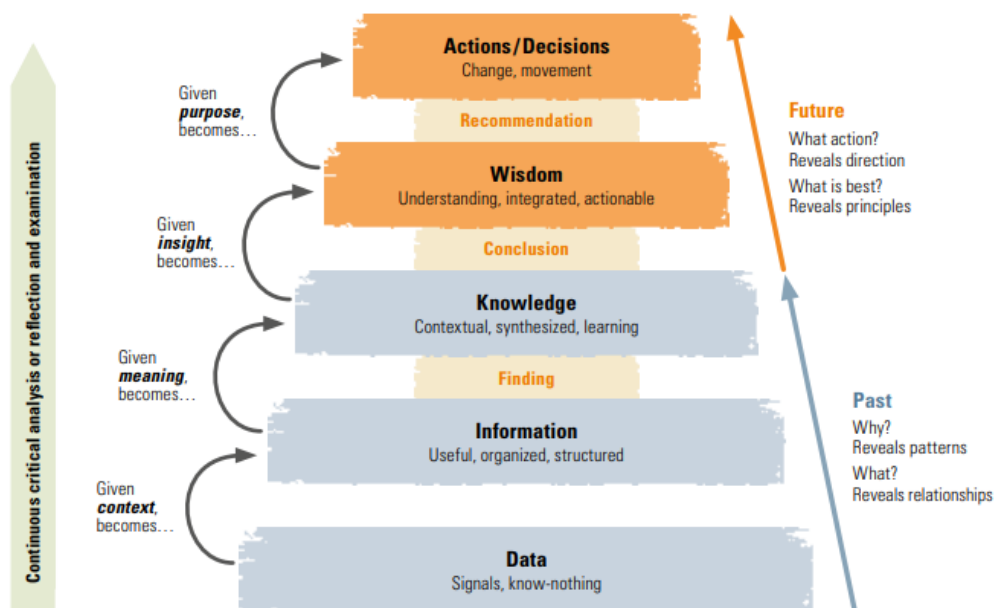 Actions/Decisions
Change, movement
Given
purpose,
becomes...
Recommendation
Future
What action?
Reveals direction
What is best?
Reveals principles
Wisdom
Understanding, integrated, actionable
Given
insight,
becomes...
Conclusion
Knowledge
Contextual, synthesized, learning
Given
meaning,
becomes...
Finding
Past
Why?
Reveals patterns
What?
Reveals relationships
Information
Useful, organized, structured
Given
context,
becomes...
Data
Signals, know-nothing
Continuous critical analysis or reflection and examination